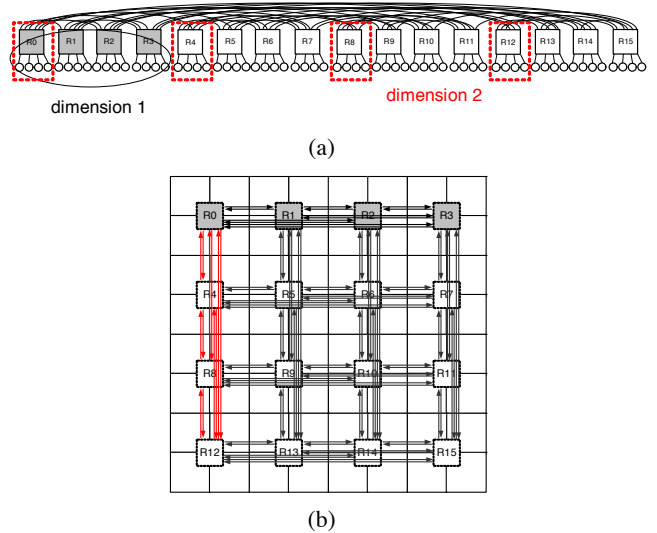 R0 R1 R2 R3 R4 R5 R6 R7 R8 R9 R10 R11 R12 R13 R14 R15
dimension 1 dimension 2
(a)
R0 R1 R2 R3
R4 R5 R6 R7
R8 R9 R10 R11
R12 R13 R14 R15
(b)